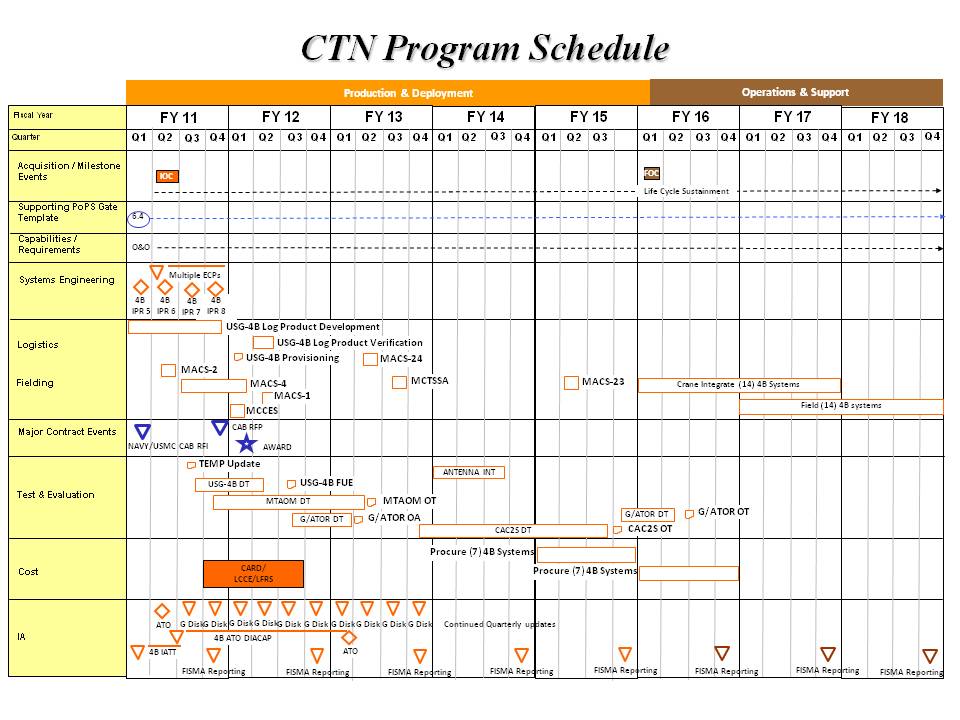 CTN Program Schedule
Production & Deployment Operations & Support
Fiscal Year FY 11 FY 12 FY 13 FY 14 FY 15 FY 16 FY 17 FY 18
Quarter Q1 Q2 Q3 Q4 Q1 Q2 Q3 Q4 Q1 Q2 Q3 Q4 Q1 Q2 Q3 Q4 Q1 Q2 Q3 Q1 Q2 Q3 Q4 Q1 Q2 Q3 Q4 Q1 Q2 Q3 Q4
Acquisition / Milestone
Events
IOC FOC
Life Cycle Sustainment
Supporting PoPS Gate
Template
6.4
Capabilities /
Requirements
O&O
Systems Engineering
Multiple ECPs
4B 4B 4B 4B
IPR 5 IPR 6 IPR 7 IPR 8
Logistics
USG-4B Log Product Development
USG-4B Log Product Verification
USG-4B Provisioning MACS-24
Fielding
MACS-2
MACS-4 MCTSSA MACS-23 Crane Integrate (14) 4B Systems
MACS-1
MCCES Field (14) 4B systems
Major Contract Events
CAB RFP
NAVY/USMC CAB RFI AWARD
Test & Evaluation
TEMP Update
ANTENNA INT
USG-4B DT USG-4B FUE
MTAOM DT MTAOM OT
G/ATOR DT G/ATOR OA G/ATOR DT G/ATOR OT
CAC2S DT CAC2S OT
Cost
Procure (7) 4B Systems
CARD/
LCCE/LFRS
Procure (7) 4B Systems
IA
ATO G Disk G Disk G Disk G Disk G Disk G Disk G Disk G Disk G Disk G Disk Continued Quarterly updates
4B ATO DIACAP
4B IATT ATO
FISMA Reporting FISMA Reporting FISMA Reporting FISMA Reporting FISMA Reporting FISMA Reporting FISMA Reporting FISMA Reporting